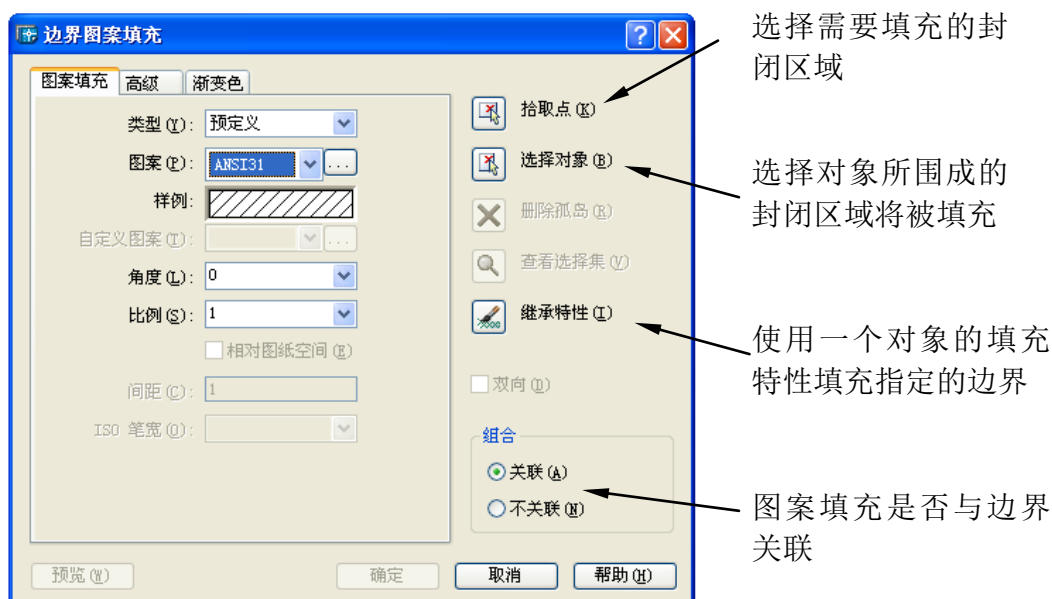 边界图案填充
图案填充 高级 渐变色
类型(Y): 预定义
图案(P): ANSI31 ...
样例:
自定义图案(T): ...
角度(L): 0
比例(S): 1
相对图纸空间(E)
间距(C): 1
ISO 笔宽(O):
拾取点(K)
选择对象(B)
删除孤岛(R)
查看选择集(V)
继承特性(I)
双向(D)
组合
关联(A)
不关联(N)
预览(W) 确定 取消 帮助(H)
选择需要填充的封
闭区域
选择对象所围成的
封闭区域将被填充
使用一个对象的填充
特性填充指定的边界
图案填充是否与边界
关联